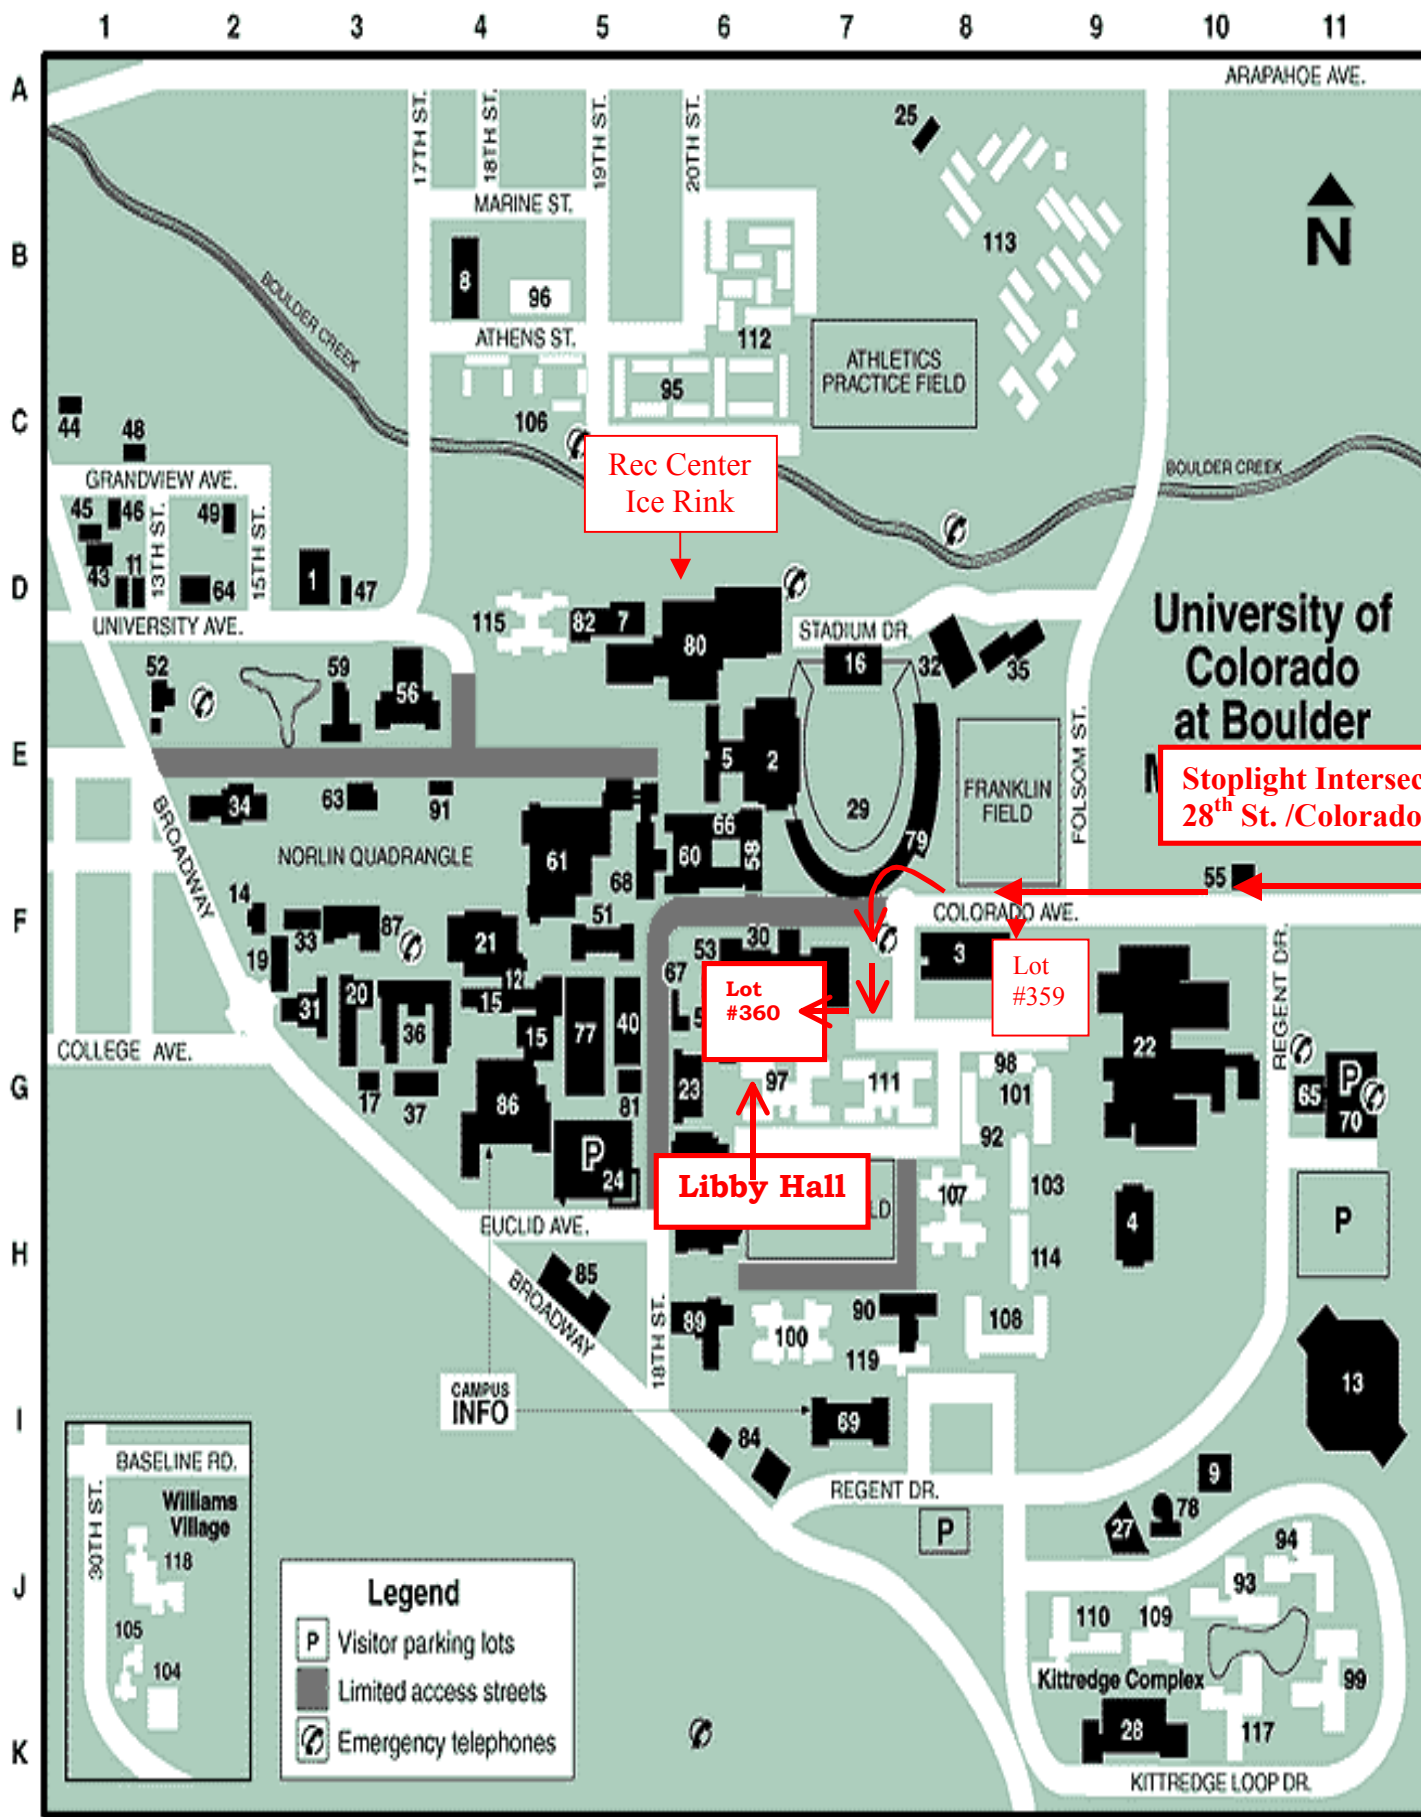 1 2 3 4 5 6 7 8 9 10 11
A
ARAPAHOE AVE.
17TH ST.
18TH ST.
19TH ST.
20TH ST.
25
MARINE ST.
113
N
B
8
96
BOULDER CREEK
ATHENS ST.
112
ATHLETICS
PRACTICE FIELD
95
C
44
48
106
BOULDER CREEK
Rec Center
Ice Rink
GRANDVIEW AVE.
45
46
49
13TH ST.
15TH ST.
43
11
64
1
47
D
115
82
7
80
UNIVERSITY AVE.
STADIUM DR.
16
32
35
University of
Colorado
at Boulder
52
59
56
E
5
2
29
FRANKLIN
FIELD
FOLSOM ST.
Stoplight Intersec
28th St. /Colorado
34
63
91
BROADWAY
NORLIN QUADRANGLE
61
68
60
66
58
79
55
F
14
33
87
19
21
12
51
53
30
67
COLORADO AVE.
3
Lot
#359
Lot
#360
REGENT DR.
31
20
36
15
15
77
40
22
COLLEGE AVE.
G
17
37
86
81
23
97
111
98
101
92
65
P
70
P
24
Libby Hall
LD
107
103
4
P
EUCLID AVE.
H
114
85
BROADWAY
18TH ST.
89
100
90
119
108
13
CAMPUS
INFO
I
69
84
9
REGENT DR.
78
27
P
BASELINE RD.
30TH ST.
Williams
Village
118
105
104
J
94
93
110
109
Kittredge Complex
99
28
117
K
KITTREDGE LOOP DR.
Legend
P Visitor parking lots
Limited access streets
Emergency telephones